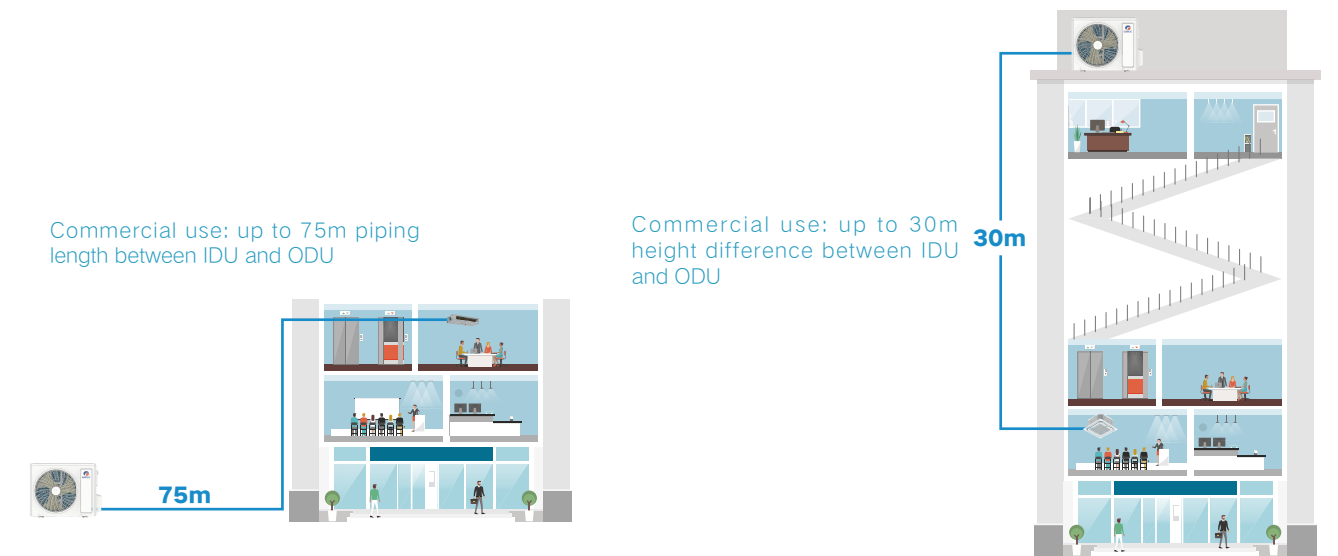 Commercial use: up to 75m piping
length between IDU and ODU
75m
Commercial use: up to 30m
height difference between IDU
and ODU
30m